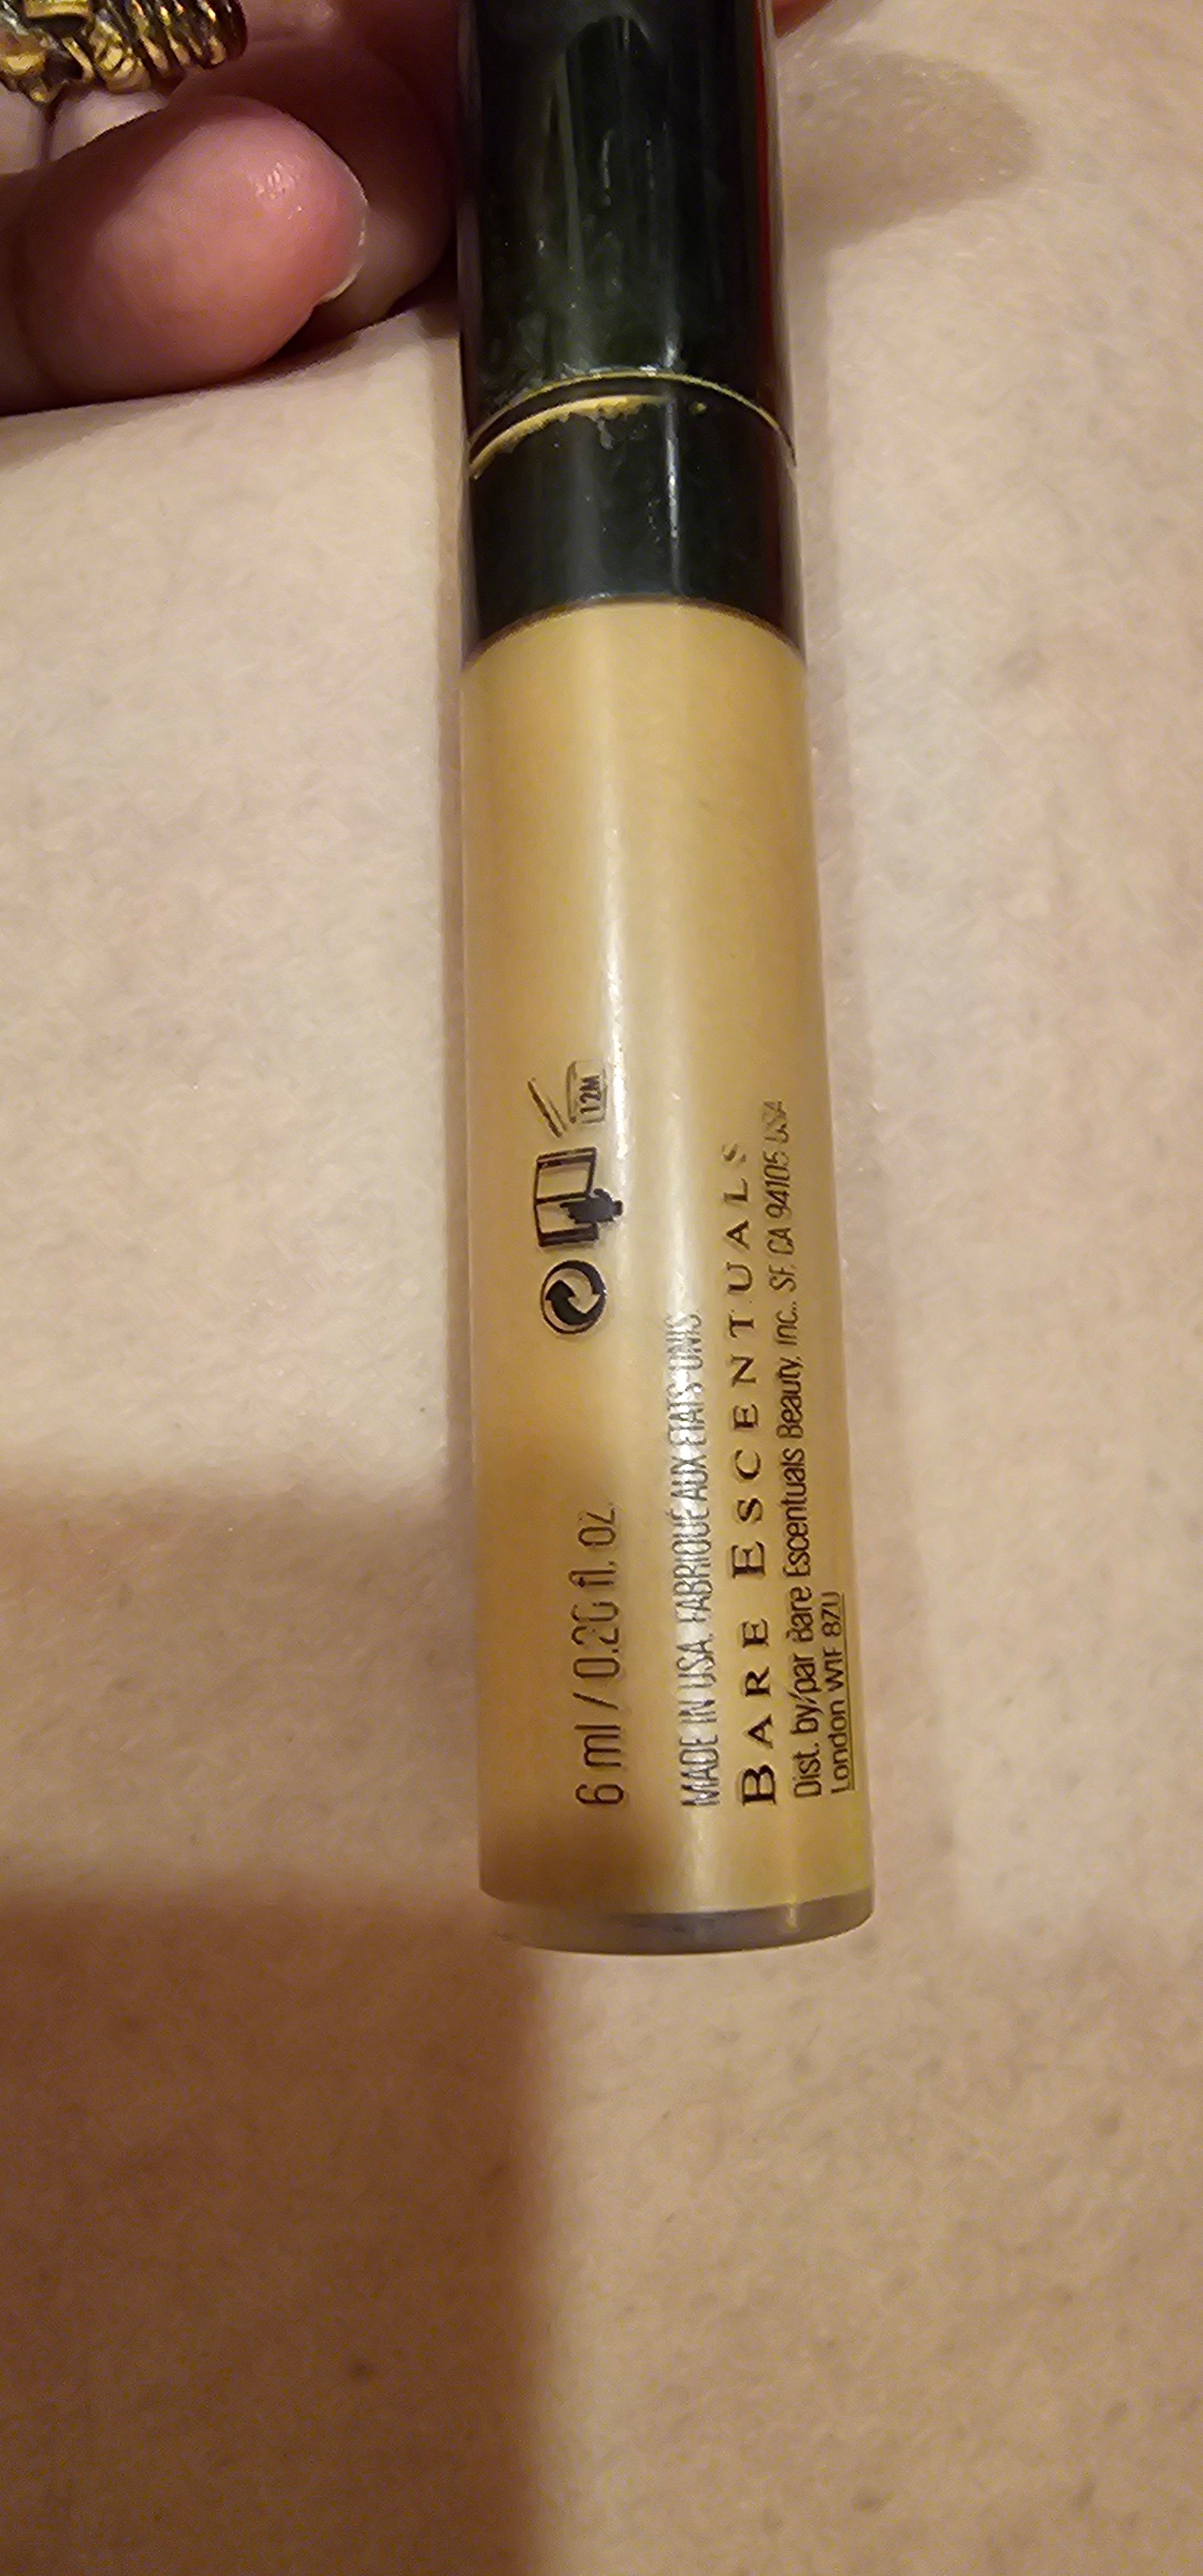 12M
6 ml / 0.20 fl. oz.
MADE IN USA. FABRIQUÉ AUX ÉTATS-UNIS.
BARE ESCENTUALS
Dist. by/par Bare Escentuals Beauty, Inc., SF, CA 94105 USA
London W1F 8ZU